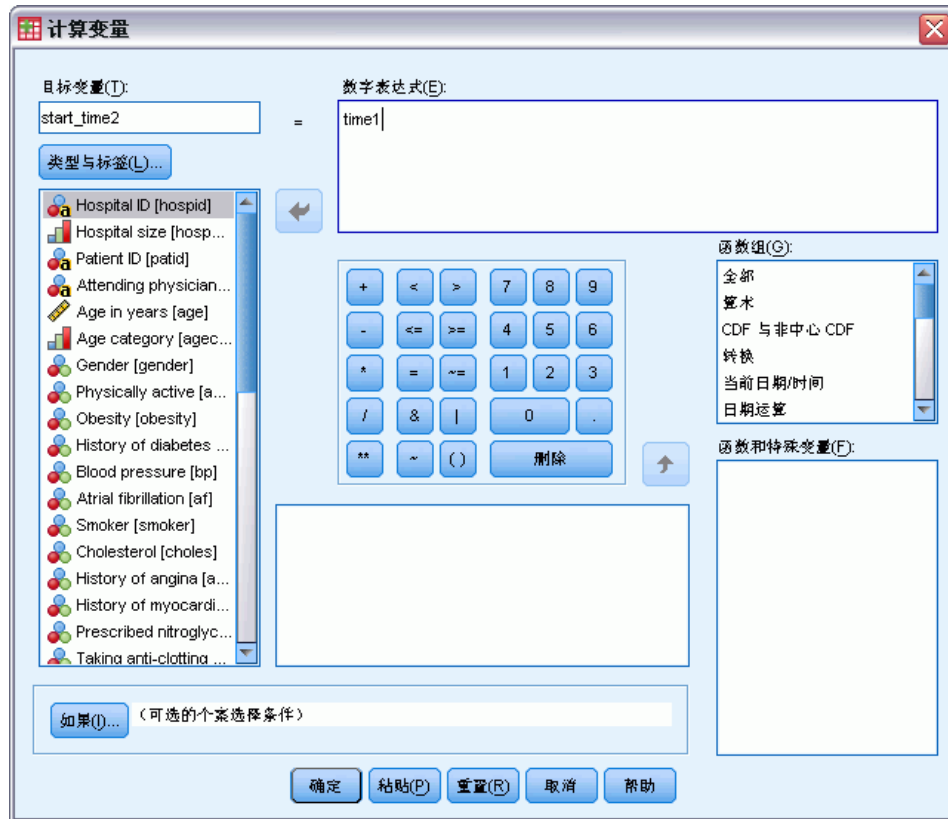 计算变量
目标变量(T):
start_time2
=
数字表达式(E):
time1
类型与标签(L)...
Hospital ID [hospid]
Hospital size [hosp...
Patient ID [patid]
Attending physician...
Age in years [age]
Age category [agec...
Gender [gender]
Physically active [a...
Obesity [obesity]
History of diabetes ...
Blood pressure [bp]
Atrial fibrillation [af]
Smoker [smoker]
Cholesterol [choles]
History of angina [a...
History of myocardi...
Prescribed nitroglyc...
Taking anti-clotting ...
+ < > 7 8 9
- <= >= 4 5 6
* = ~= 1 2 3
/ & | 0 .
** ~ ( ) 删除
函数组(G):
全部
算术
CDF 与非中心 CDF
转换
当前日期/时间
日期运算
函数和特殊变量(F):
如果(I)...
（可选的个案选择条件）
确定
粘贴(P)
重置(R)
取消
帮助